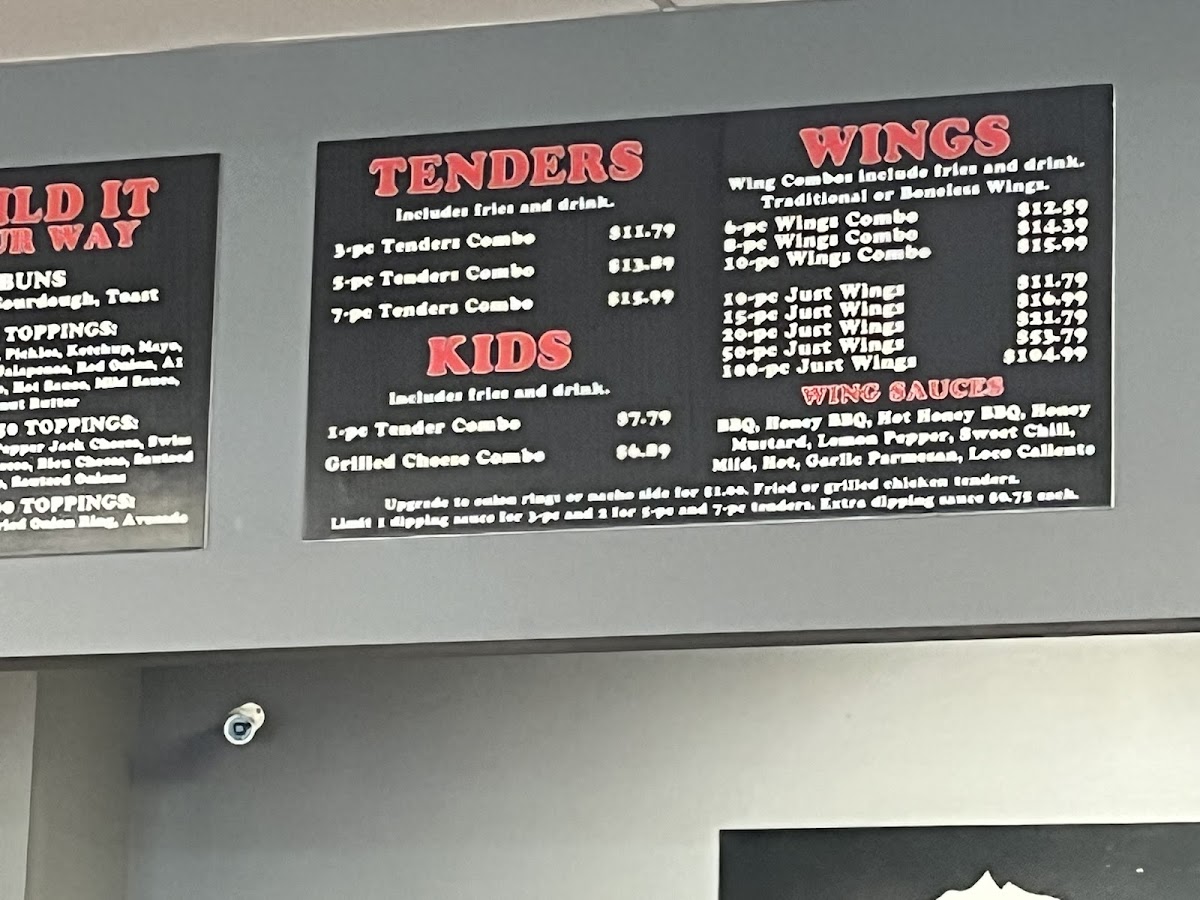 ILD IT
UR WAY
BUNS
Sourdough, Toast
TOPPINGS:
Pickles, Ketchup, Mayo,
Jalapenos, Red Onion, A1
Hot Sauce, Mild Sauce,
Butter
TOPPINGS:
Pepper Jack Cheese, Swiss
Bleu Cheese, Sauteed
Sauteed Onions
TOPPINGS:
Fried Onion Ring, Avocado
TENDERS
Includes fries and drink.
3-pc Tenders Combo $11.79
5-pc Tenders Combo $13.89
7-pc Tenders Combo $15.99
KIDS
Includes fries and drink.
1-pc Tender Combo $7.79
Grilled Cheese Combo $6.89
WINGS
Wing Combos include fries and drink.
Traditional or Boneless Wings.
6-pc Wings Combo $12.59
8-pc Wings Combo $14.39
10-pc Wings Combo $15.99
10-pc Just Wings $11.79
15-pc Just Wings $16.99
20-pc Just Wings $21.79
50-pc Just Wings $53.79
100-pc Just Wings $104.99
WING SAUCES
BBQ, Honey BBQ, Hot Honey BBQ, Honey
Mustard, Lemon Pepper, Sweet Chili,
Mild, Hot, Garlic Parmesan, Loco Caliente
Upgrade to onion rings or nacho side for $1.00. Fried or grilled chicken tenders.
Limit 1 dipping sauce for 3-pc and 2 for 5-pc and 7-pc tenders. Extra dipping sauce $0.75 each.